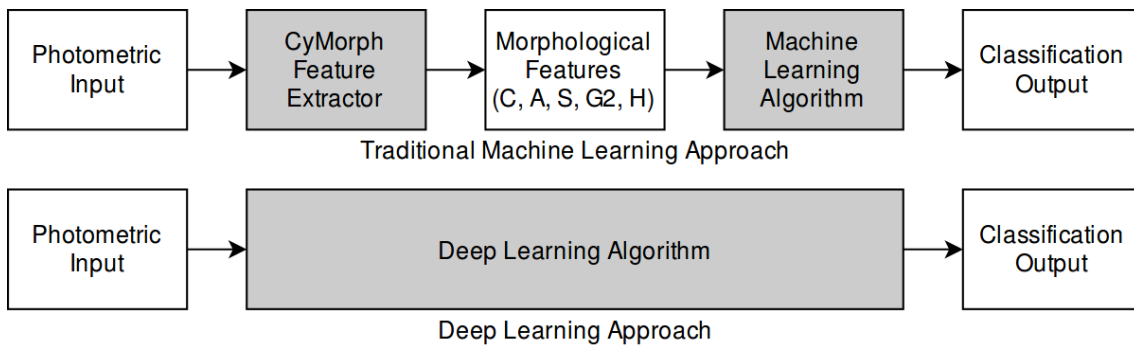 Photometric
Input
CyMorph
Feature
Extractor
Morphological
Features
(C, A, S, G2, H)
Machine
Learning
Algorithm
Classification
Output
Traditional Machine Learning Approach
Photometric
Input
Deep Learning Algorithm
Classification
Output
Deep Learning Approach